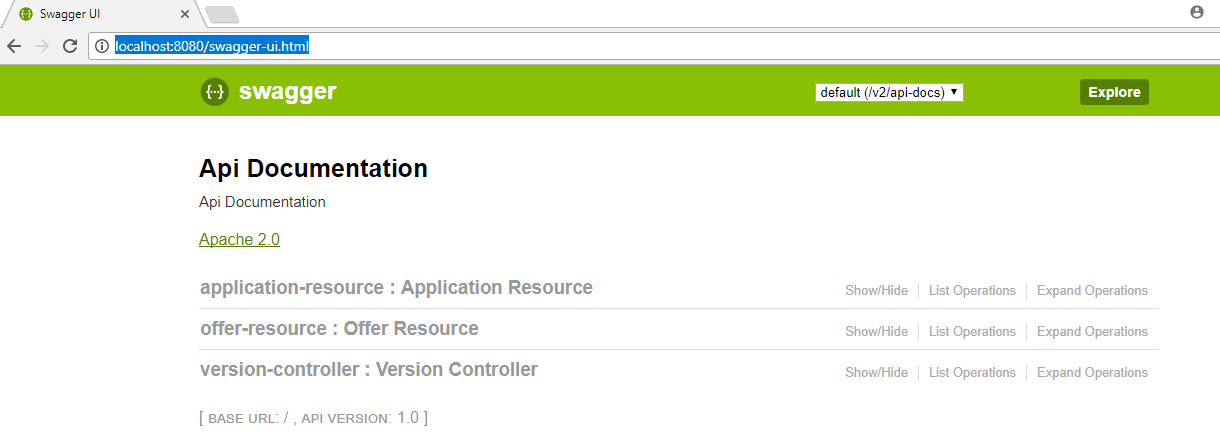 Swagger UI
localhost:8080/swagger-ui.html
{···} swagger default (/v2/api-docs) Explore
Api Documentation
Api Documentation
Apache 2.0
application-resource : Application Resource Show/Hide List Operations Expand Operations
offer-resource : Offer Resource Show/Hide List Operations Expand Operations
version-controller : Version Controller Show/Hide List Operations Expand Operations
[ BASE URL: / , API VERSION: 1.0 ]